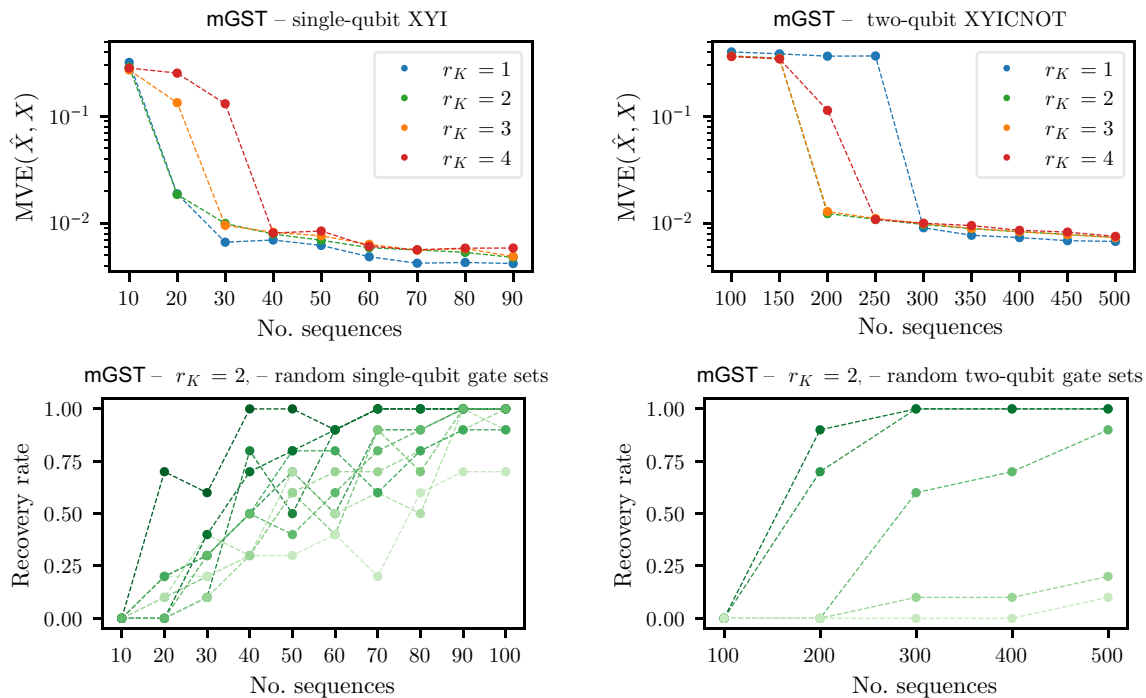 mGST – single-qubit XYI
MVE(X̂, X)
10⁻¹
10⁻²
r_K = 1
r_K = 2
r_K = 3
r_K = 4
10 20 30 40 50 60 70 80 90
No. sequences
mGST – two-qubit XYICNOT
MVE(X̂, X)
10⁻¹
10⁻²
r_K = 1
r_K = 2
r_K = 3
r_K = 4
100 150 200 250 300 350 400 450 500
No. sequences
mGST – r_K = 2, – random single-qubit gate sets
Recovery rate
1.00
0.75
0.50
0.25
0.00
10 20 30 40 50 60 70 80 90 100
No. sequences
mGST – r_K = 2, – random two-qubit gate sets
Recovery rate
1.00
0.75
0.50
0.25
0.00
100 200 300 400 500
No. sequences